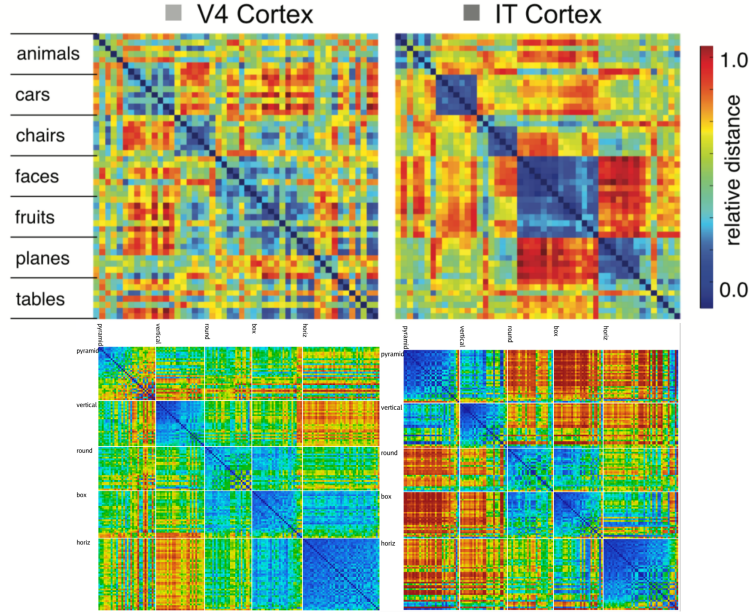 V4 Cortex
IT Cortex
animals
cars
chairs
faces
fruits
planes
tables
1.0
relative distance
0.0
pyramid
vertical
round
box
horiz
pyramid
vertical
round
box
horiz
pyramid
vertical
round
box
horiz
pyramid
vertical
round
box
horiz